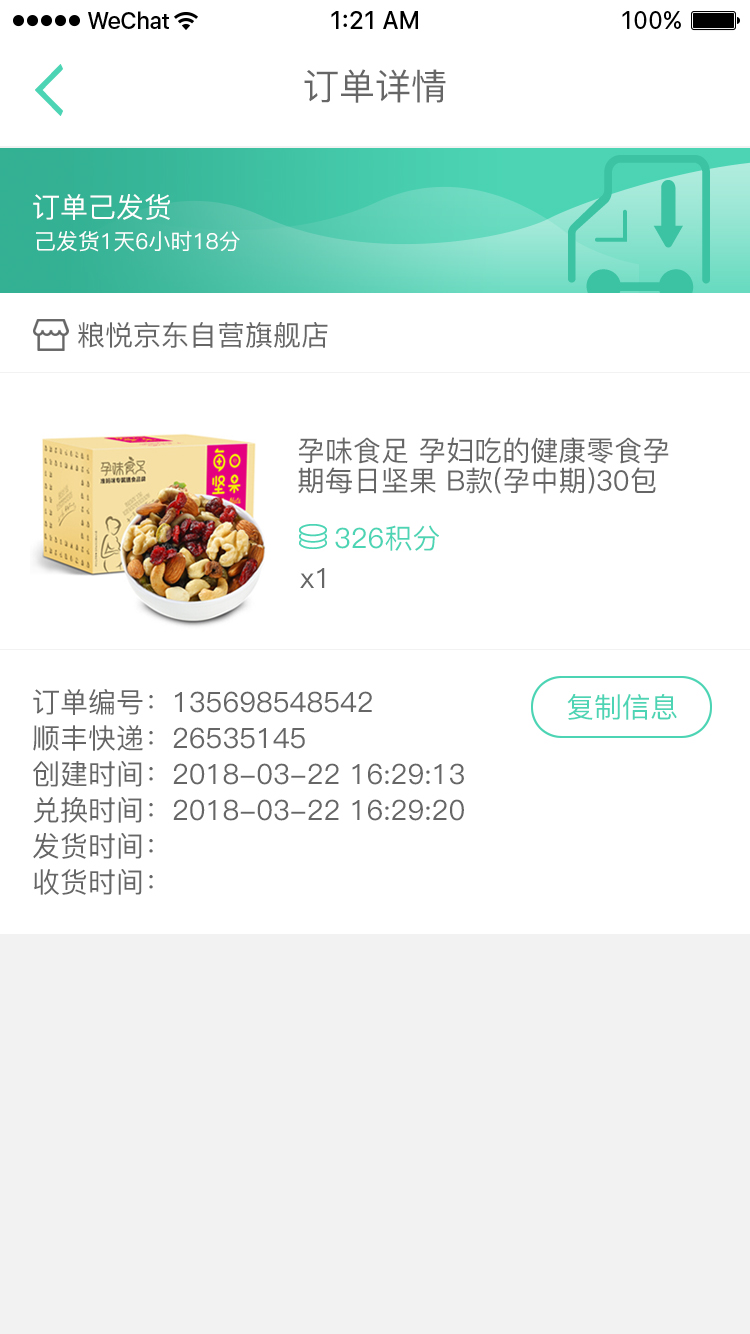 WeChat 1:21 AM 100%
订单详情
订单己发货
己发货1天6小时18分
粮悦京东自营旗舰店
孕味食足
每日
坚果
孕味食足 孕妇吃的健康零食孕
期每日坚果 B款(孕中期)30包
326积分
x1
订单编号：135698548542
复制信息
顺丰快递：26535145
创建时间：2018-03-22 16:29:13
兑换时间：2018-03-22 16:29:20
发货时间：
收货时间：